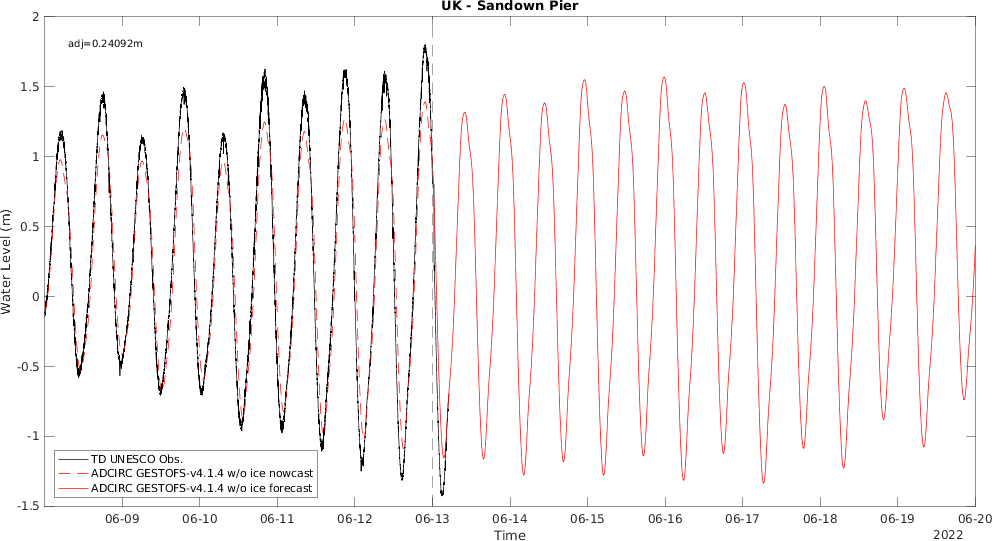 UK - Sandown Pier
adj=0.24092m
Water Level (m)
2
1.5
1
0.5
0
-0.5
-1
-1.5
TD UNESCO Obs.
ADCIRC GESTOFS-v4.1.4 w/o ice nowcast
ADCIRC GESTOFS-v4.1.4 w/o ice forecast
06-09 06-10 06-11 06-12 06-13 06-14 06-15 06-16 06-17 06-18 06-19 06-20
Time
2022